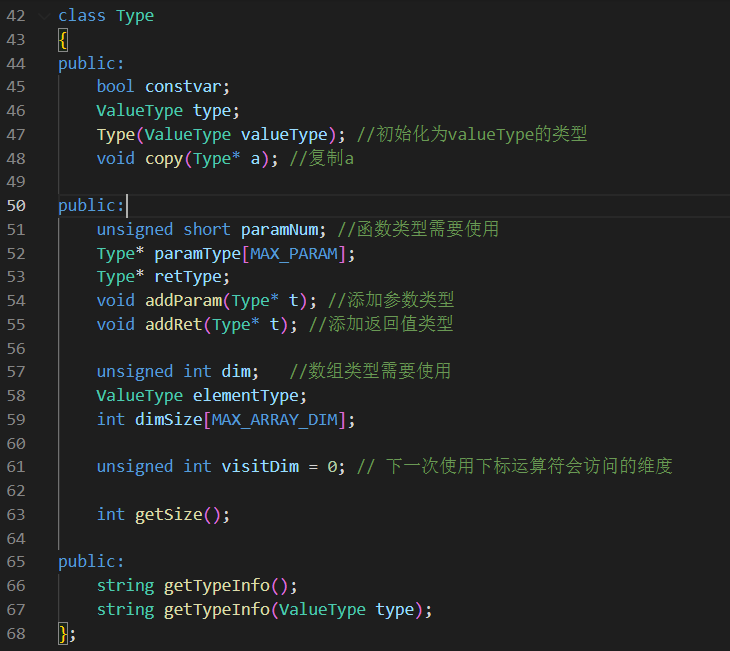 42 class Type
43 {
44 public:
45     bool constvar;
46     ValueType type;
47     Type(ValueType valueType); //初始化为valueType的类型
48     void copy(Type* a); //复制a
49
50 public:
51     unsigned short paramNum; //函数类型需要使用
52     Type* paramType[MAX_PARAM];
53     Type* retType;
54     void addParam(Type* t); //添加参数类型
55     void addRet(Type* t); //添加返回值类型
56
57     unsigned int dim;   //数组类型需要使用
58     ValueType elementType;
59     int dimSize[MAX_ARRAY_DIM];
60
61     unsigned int visitDim = 0; // 下一次使用下标运算符会访问的维度
62
63     int getSize();
64
65 public:
66     string getTypeInfo();
67     string getTypeInfo(ValueType type);
68 };